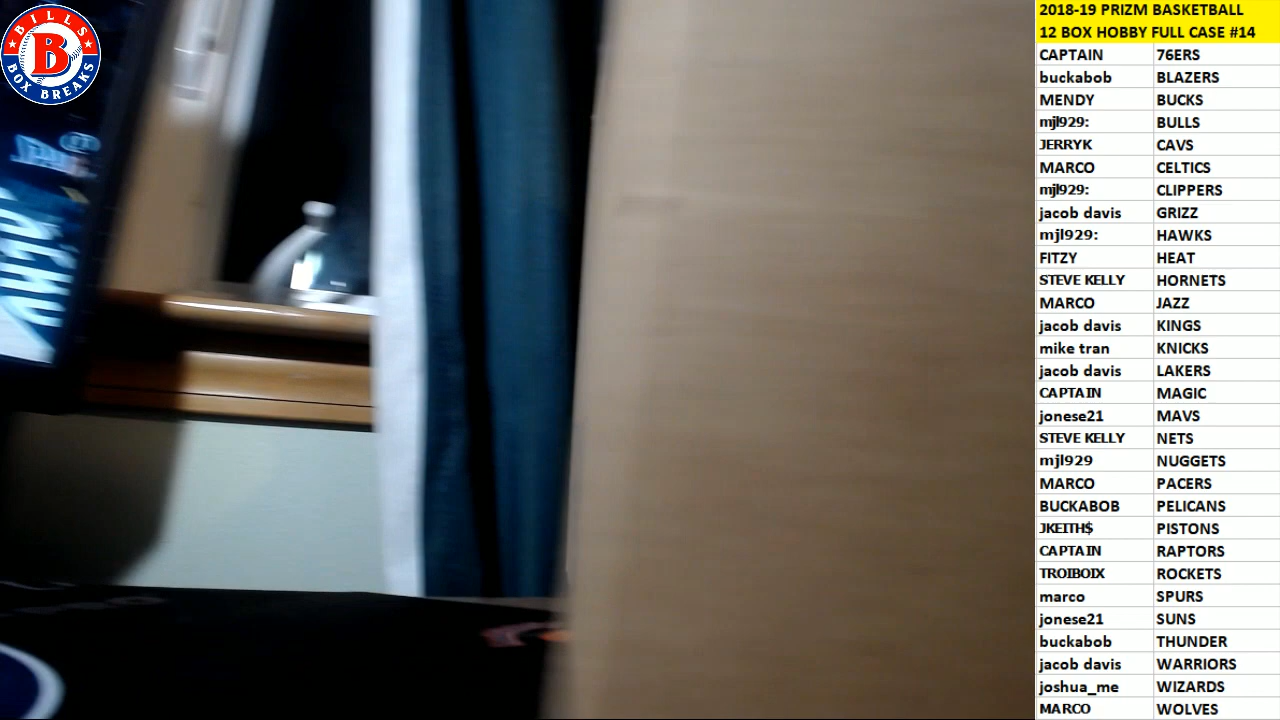 BILLS
B
BOX BREAKS
2018-19 PRIZM BASKETBALL
12 BOX HOBBY FULL CASE #14
CAPTAIN 76ERS
buckabob BLAZERS
MENDY BUCKS
mjl929: BULLS
JERRYK CAVS
MARCO CELTICS
mjl929: CLIPPERS
jacob davis GRIZZ
mjl929: HAWKS
FITZY HEAT
STEVE KELLY HORNETS
MARCO JAZZ
jacob davis KINGS
mike tran KNICKS
jacob davis LAKERS
CAPTAIN MAGIC
jonese21 MAVS
STEVE KELLY NETS
mjl929 NUGGETS
MARCO PACERS
BUCKABOB PELICANS
JKEITH$ PISTONS
CAPTAIN RAPTORS
TROIBOIX ROCKETS
marco SPURS
jonese21 SUNS
buckabob THUNDER
jacob davis WARRIORS
joshua_me WIZARDS
MARCO WOLVES